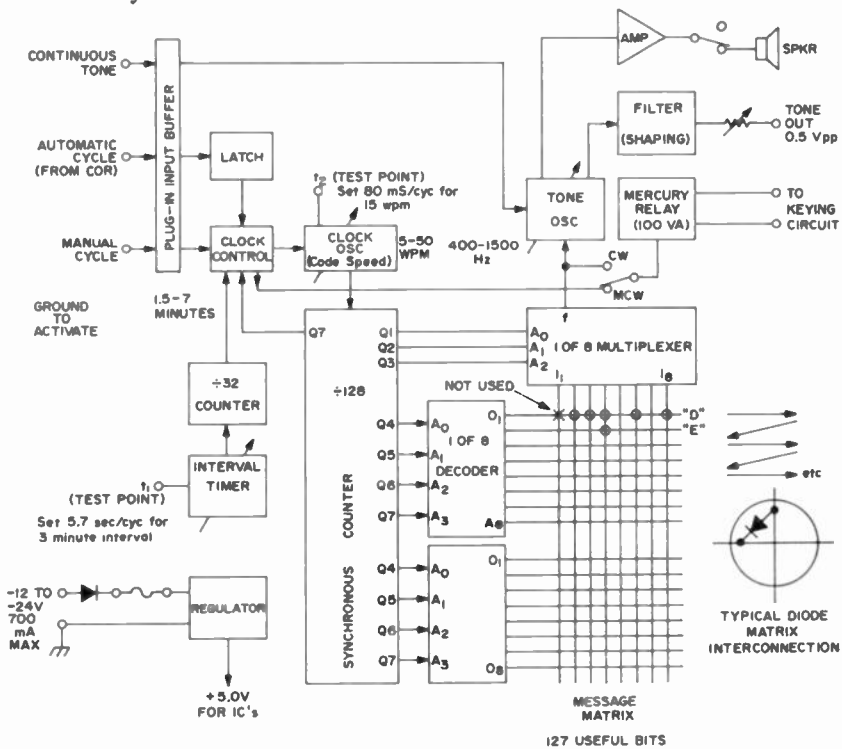 CONTINUOUS
TONE
AUTOMATIC
CYCLE
(FROM COR)
MANUAL
CYCLE
GROUND
TO
ACTIVATE
PLUG-IN INPUT BUFFER
LATCH
CLOCK
CONTROL
1.5-7
MINUTES
÷32
COUNTER
INTERVAL
TIMER
t₁
(TEST POINT)
Set 5.7 sec/cyc for
3 minute interval
-12 TO
-24V
700
mA
MAX
REGULATOR
+5.0V
FOR IC's
t₂ (TEST POINT)
Set 80 mS/cyc for
15 wpm
CLOCK
OSC
(Code Speed)
5-50
WPM
AMP
SPKR
FILTER
(SHAPING)
TONE
OUT
0.5 Vpp
TONE
OSC
400-1500
Hz
MERCURY
RELAY
(100 VA)
TO
KEYING
CIRCUIT
CW
MCW
f
A₀
A₁
A₂
1 OF 8 MULTIPLEXER
I₁ I₈
Q7 Q1
Q2
Q3
÷128
SYNCHRONOUS COUNTER
Q4
Q5
Q6
Q7
Q4
Q5
Q6
Q7
NOT USED
A₀
A₁
A₂
A₃
1 OF 8
DECODER
O₁
A₈
A₀
A₁
A₂
A₃
O₁
O₈
"D"
"E"
etc
TYPICAL DIODE
MATRIX
INTERCONNECTION
MESSAGE
MATRIX
127 USEFUL BITS